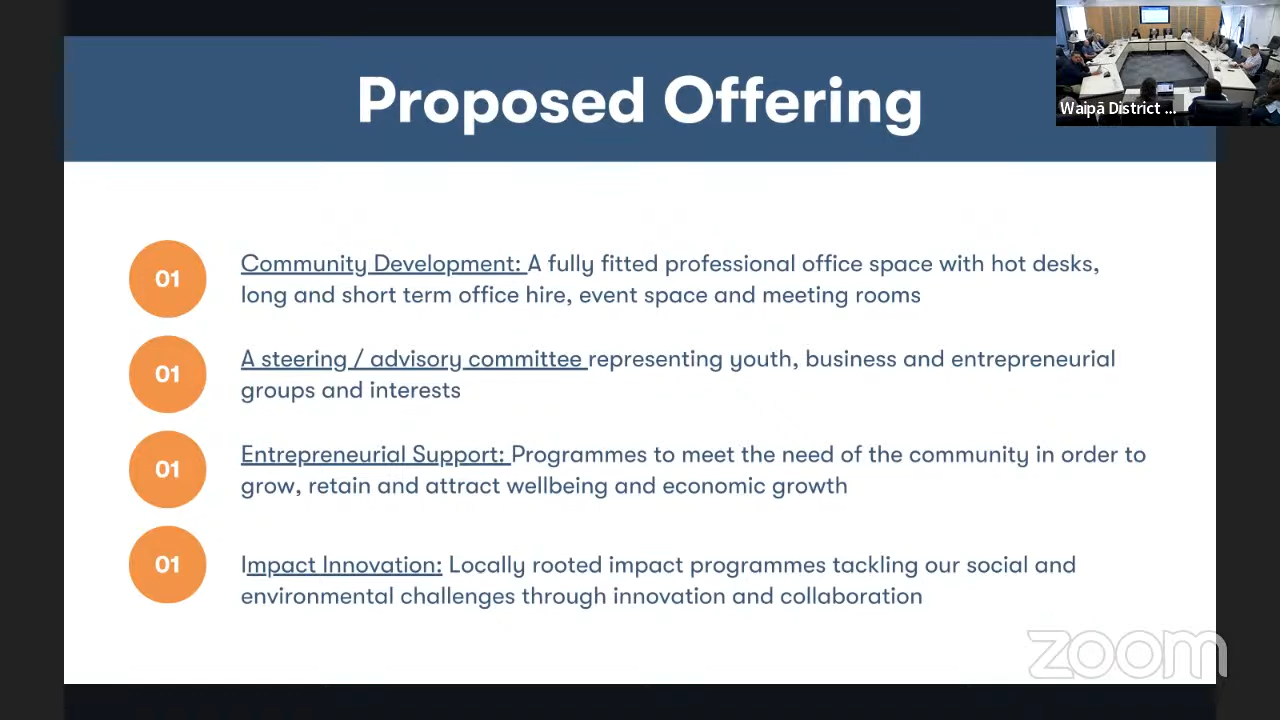 Proposed Offering
Waipā District ...
01
Community Development: A fully fitted professional office space with hot desks,
long and short term office hire, event space and meeting rooms
01
A steering / advisory committee representing youth, business and entrepreneurial
groups and interests
01
Entrepreneurial Support: Programmes to meet the need of the community in order to
grow, retain and attract wellbeing and economic growth
01
Impact Innovation: Locally rooted impact programmes tackling our social and
environmental challenges through innovation and collaboration
zoom